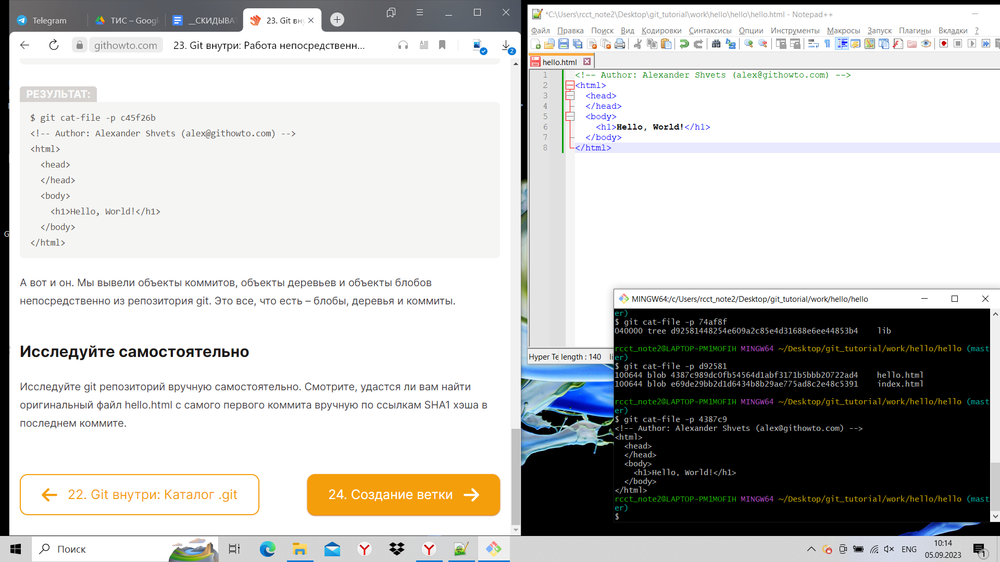 Telegram
ТИС – Googl
__СКИДЫВАТ
23. Git вну
githowto.com
23. Git внутри: Работа непосредственн...
2
РЕЗУЛЬТАТ:
$ git cat-file -p c45f26b
<!-- Author: Alexander Shvets (alex@githowto.com) -->
<html>
  <head>
  </head>
  <body>
    <h1>Hello, World!</h1>
  </body>
</html>
А вот и он. Мы вывели объекты коммитов, объекты деревьев и объекты блобов
непосредственно из репозитория git. Это все, что есть – блобы, деревья и коммиты.
Исследуйте самостоятельно
Исследуйте git репозиторий вручную самостоятельно. Смотрите, удастся ли вам найти
оригинальный файл hello.html с самого первого коммита вручную по ссылкам SHA1 хэша в
последнем коммите.
22. Git внутри: Каталог .git
24. Создание ветки
*C:\Users\rcct_note2\Desktop\git_tutorial\work\hello\hello\hello.html - Notepad++
Файл Правка Поиск Вид Кодировки Синтаксисы Опции Инструменты Макросы Запуск Плагины Вкладки ?
hello.html
1 <!-- Author: Alexander Shvets (alex@githowto.com) -->
2 <html>
3   <head>
4   </head>
5   <body>
6     <h1>Hello, World!</h1>
7   </body>
8 </html>
Hyper Te length : 140 li
MINGW64:/c/Users/rcct_note2/Desktop/git_tutorial/work/hello/hello
er)
$ git cat-file -p 74af8f
040000 tree d92581448254e609a2c85e4d31688e6ee44853b4    lib
rcct_note2@LAPTOP-PM1MOFIH MINGW64 ~/Desktop/git_tutorial/work/hello/hello (mast
er)
$ git cat-file -p d92581
100644 blob 4387c989dc0fb54564d1abf3171b5bbb20722ad4    hello.html
100644 blob e69de29bb2d1d6434b8b29ae775ad8c2e48c5391    index.html
rcct_note2@LAPTOP-PM1MOFIH MINGW64 ~/Desktop/git_tutorial/work/hello/hello (mast
er)
$ git cat-file -p 4387c9
<!-- Author: Alexander Shvets (alex@githowto.com) -->
<html>
  <head>
  </head>
  <body>
    <h1>Hello, World!</h1>
  </body>
</html>
rcct_note2@LAPTOP-PM1MOFIH MINGW64 ~/Desktop/git_tutorial/work/hello/hello (mast
er)
$
G
Поиск
ENG
10:14
05.09.2023
1